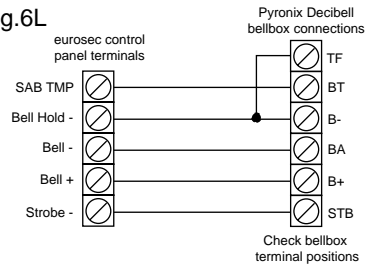 g.6L
Pyronix Decibell
bellbox connections
eurosec control
panel terminals
TF
SAB TMP
BT
Bell Hold -
B-
Bell -
BA
Bell +
B+
Strobe -
STB
Check bellbox
terminal positions